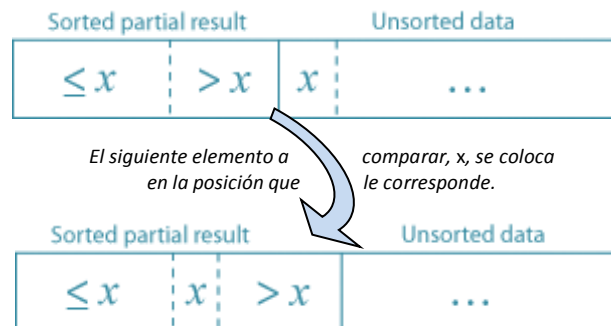 Sorted partial result Unsorted data
≤ x > x x ...
El siguiente elemento a comparar, x, se coloca
en la posición que le corresponde.
Sorted partial result Unsorted data
≤ x x > x ...